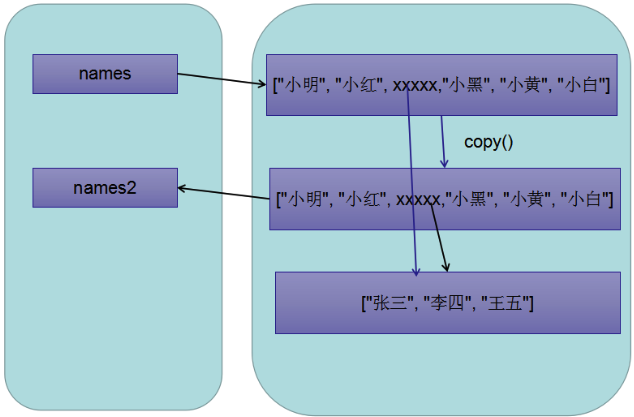 names
["小明", "小红", xxxxx,"小黑", "小黄", "小白"]
copy()
names2
["小明", "小红", xxxxx,"小黑", "小黄", "小白"]
["张三", "李四", "王五"]